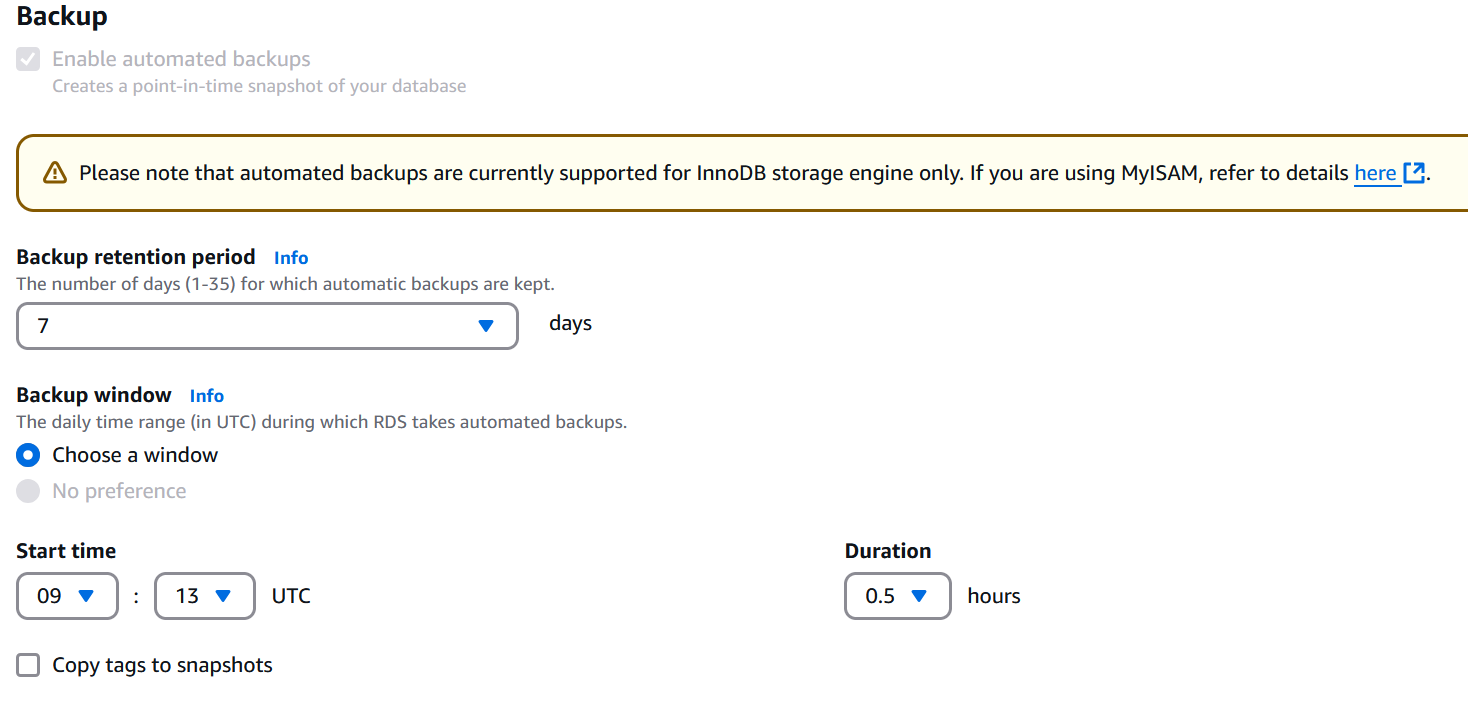 Backup
Enable automated backups
Creates a point-in-time snapshot of your database
Please note that automated backups are currently supported for InnoDB storage engine only. If you are using MyISAM, refer to details here.
Backup retention period Info
The number of days (1-35) for which automatic backups are kept.
7 days
Backup window Info
The daily time range (in UTC) during which RDS takes automated backups.
Choose a window
No preference
Start time Duration
09 : 13 UTC 0.5 hours
Copy tags to snapshots